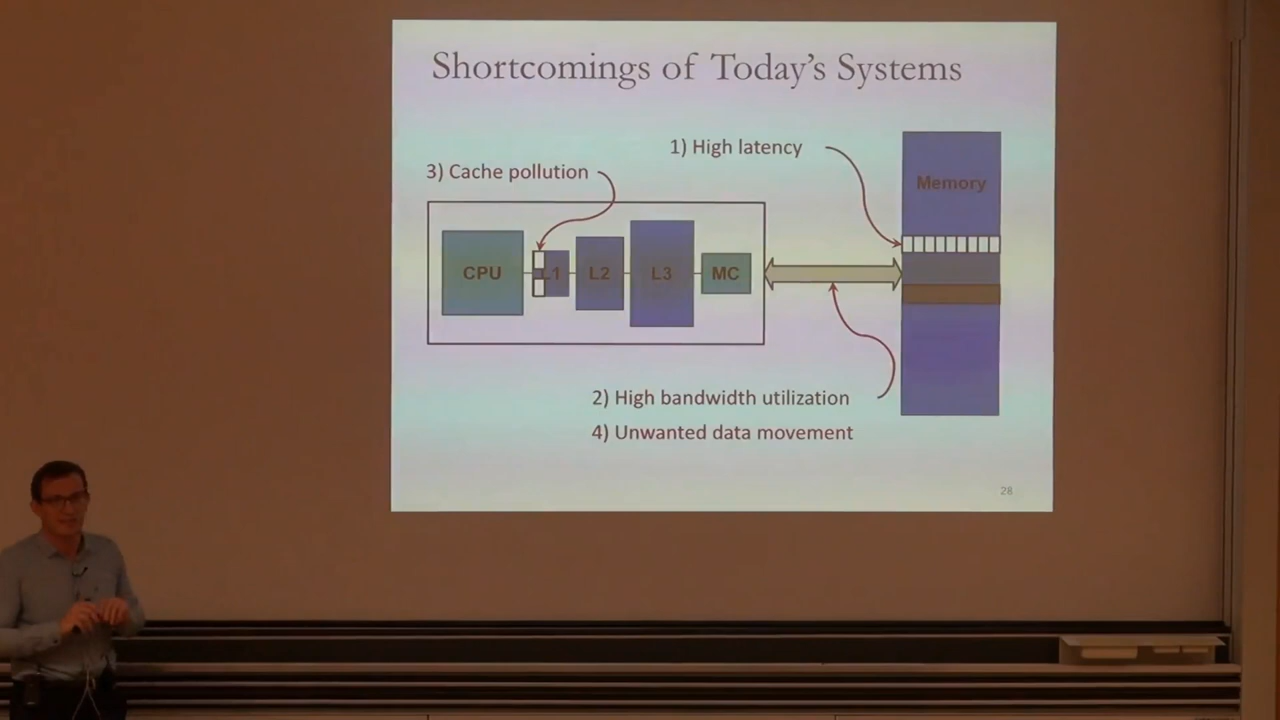 Shortcomings of Today's Systems
1) High latency
3) Cache pollution
Memory
CPU
L1
L2
L3
MC
2) High bandwidth utilization
4) Unwanted data movement
28